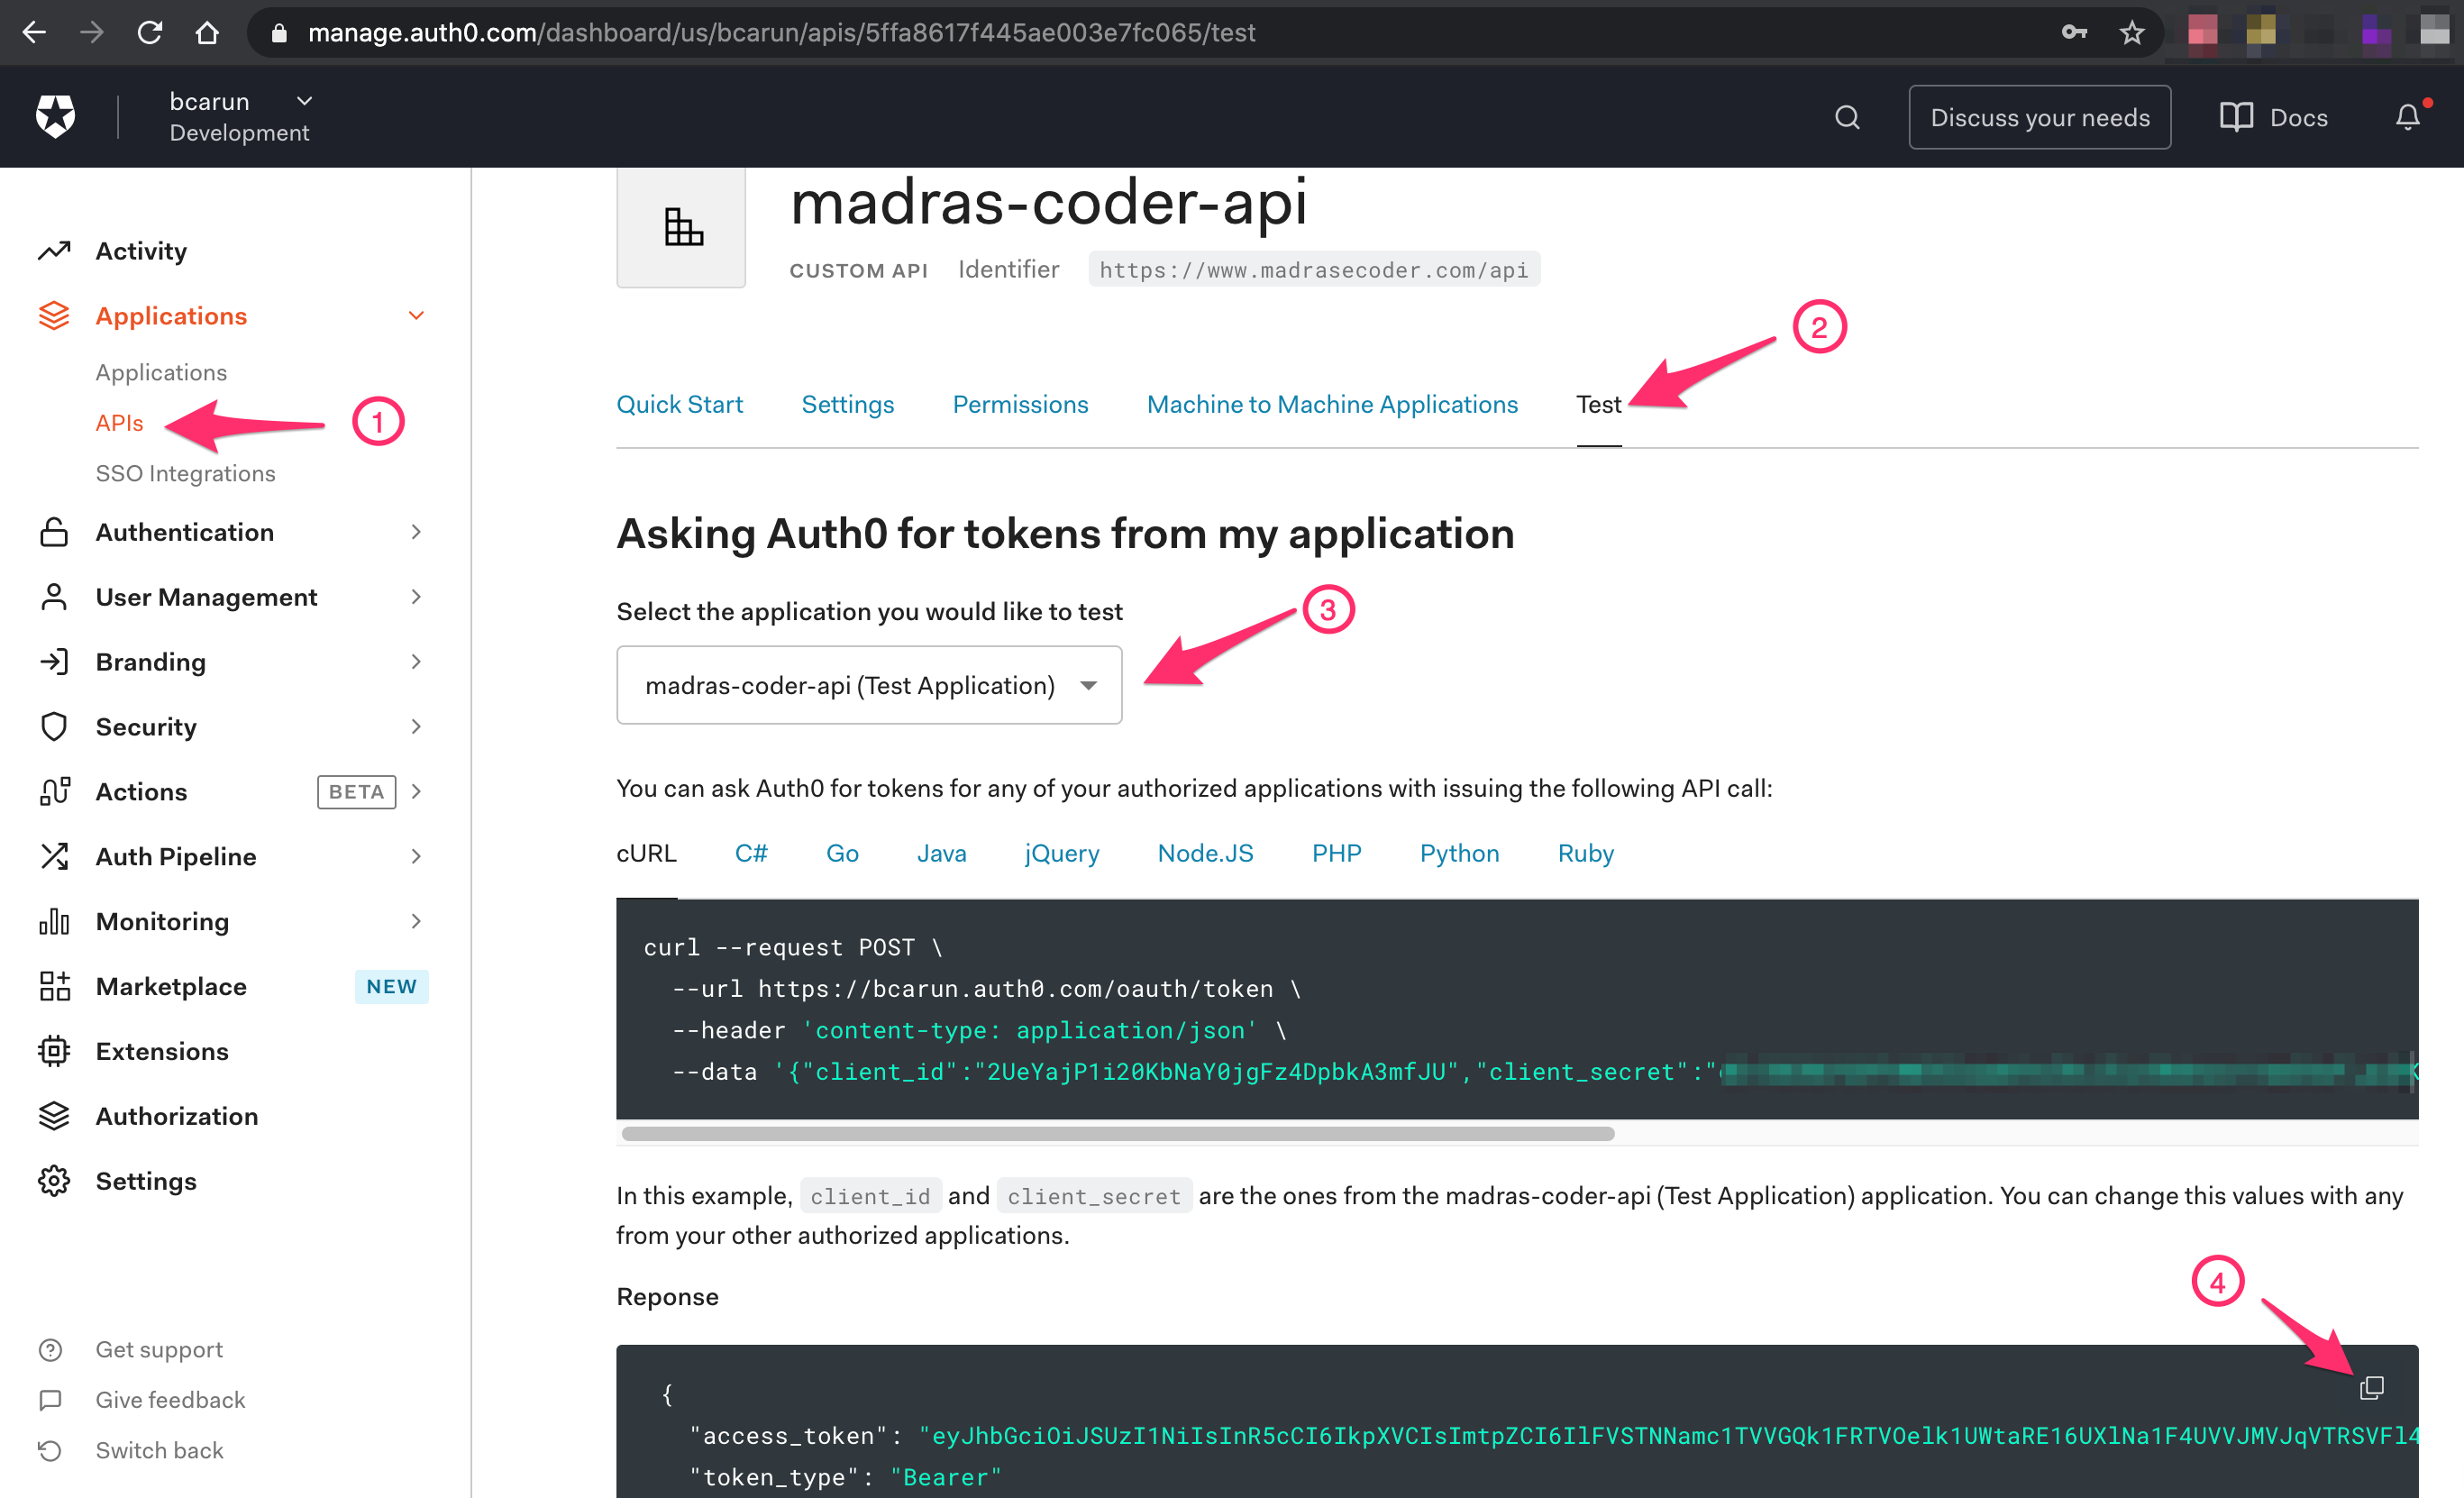 manage.auth0.com/dashboard/us/bcarun/apis/5ffa8617f445ae003e7fc065/test
bcarun
Development
Discuss your needs
Docs
Activity
Applications
Applications
APIs
1
SSO Integrations
Authentication
User Management
Branding
Security
Actions BETA
Auth Pipeline
Monitoring
Marketplace NEW
Extensions
Authorization
Settings
Get support
Give feedback
Switch back
madras-coder-api
CUSTOM API Identifier https://www.madrasecoder.com/api
2
Quick Start Settings Permissions Machine to Machine Applications Test
Asking Auth0 for tokens from my application
Select the application you would like to test
3
madras-coder-api (Test Application)
You can ask Auth0 for tokens for any of your authorized applications with issuing the following API call:
cURL C# Go Java jQuery Node.JS PHP Python Ruby
curl --request POST \
--url https://bcarun.auth0.com/oauth/token \
--header 'content-type: application/json' \
--data '{"client_id":"2UeYajP1i20KbNaY0jgFz4DpbkA3mfJU","client_secret":"
In this example, client_id and client_secret are the ones from the madras-coder-api (Test Application) application. You can change this values with any
from your other authorized applications.
Reponse
4
{
"access_token": "eyJhbGciOiJSUzI1NiIsInR5cCI6IkpXVCIsImtpZCI6IlFVSTNNamc1TVVGQk1FRTVOelk1UWtaRE16UXlNa1F4UVVJMVJqVTRSVFl4
"token_type": "Bearer"